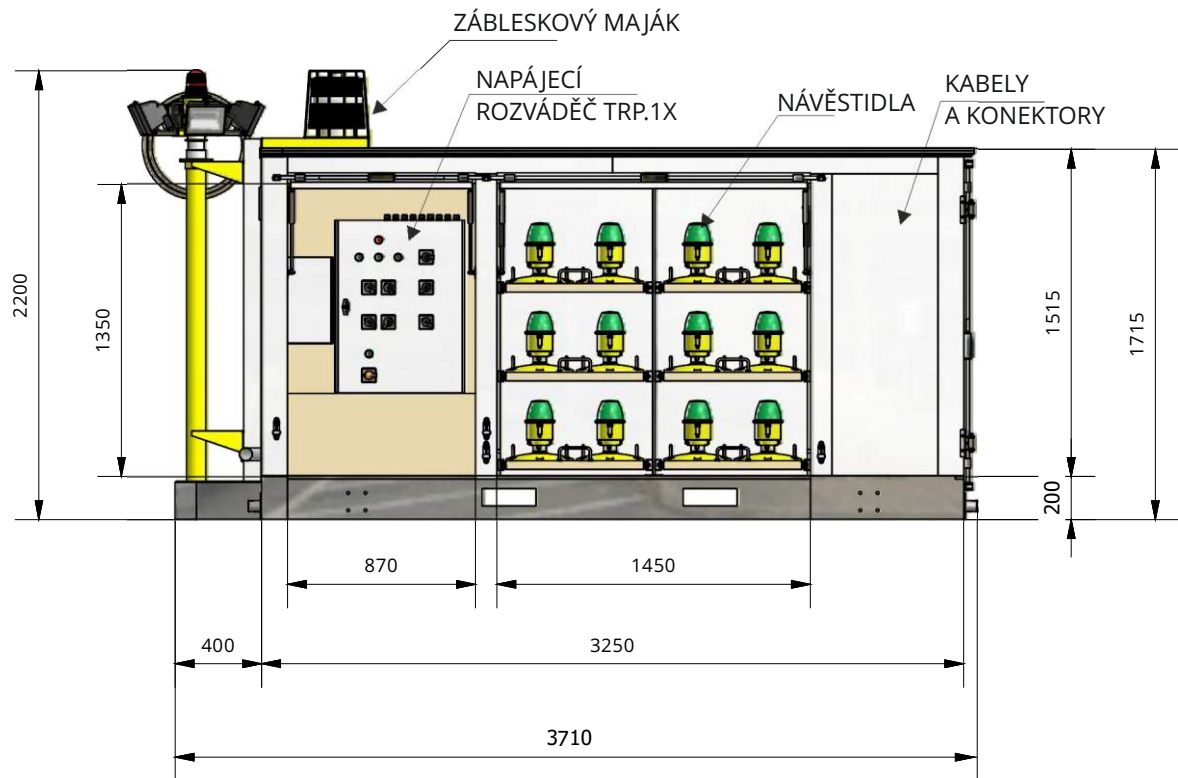 ZÁBLESKOVÝ MAJÁK
NAPÁJECÍ
ROZVÁDĚČ TRP.1X
NÁVĚSTIDLA
KABELY
A KONEKTORY
2200
1350
1515
1715
200
870
1450
400
3250
3710